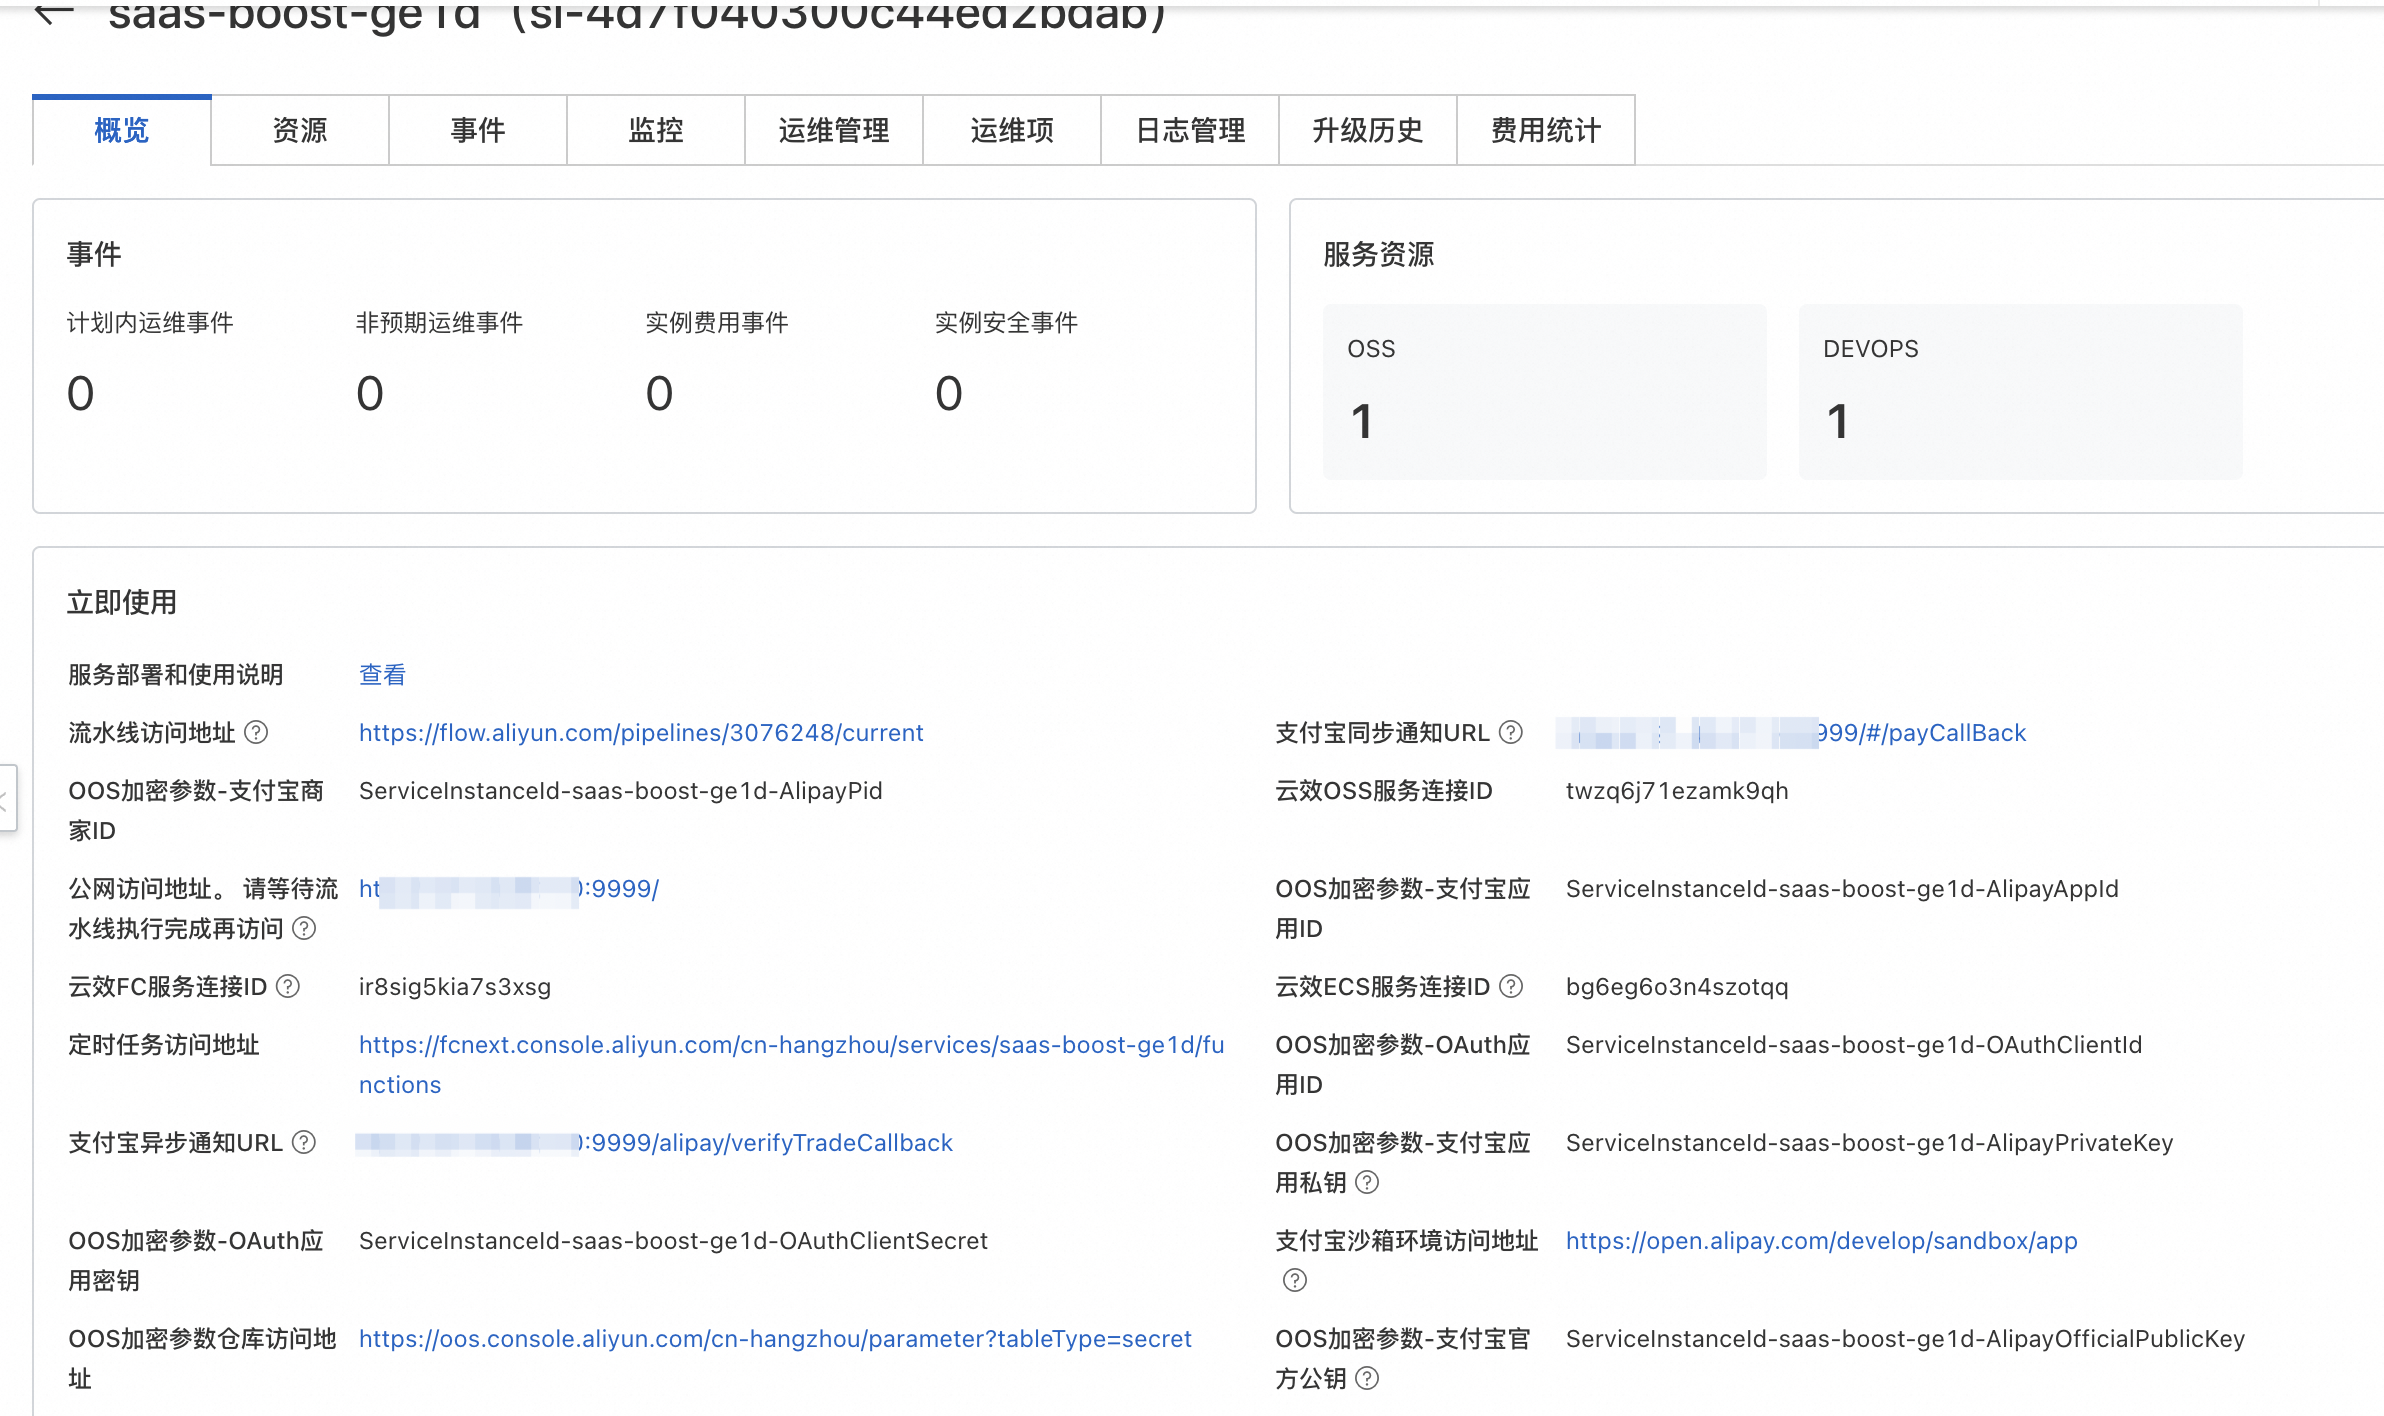 saas-boost-ge1d（si-4d7f040300c44ed2bdab）
概览
资源
事件
监控
运维管理
运维项
日志管理
升级历史
费用统计
事件
计划内运维事件
非预期运维事件
实例费用事件
实例安全事件
0
0
0
0
服务资源
OSS
1
DEVOPS
1
立即使用
服务部署和使用说明
查看
流水线访问地址
https://flow.aliyun.com/pipelines/3076248/current
支付宝同步通知URL
999/#/payCallBack
OOS加密参数-支付宝商
家ID
ServiceInstanceId-saas-boost-ge1d-AlipayPid
云效OSS服务连接ID
twzq6j71ezamk9qh
公网访问地址。 请等待流
水线执行完成再访问
ht
:9999/
OOS加密参数-支付宝应
用ID
ServiceInstanceId-saas-boost-ge1d-AlipayAppId
云效FC服务连接ID
ir8sig5kia7s3xsg
云效ECS服务连接ID
bg6eg6o3n4szotqq
定时任务访问地址
https://fcnext.console.aliyun.com/cn-hangzhou/services/saas-boost-ge1d/fu
nctions
OOS加密参数-OAuth应
用ID
ServiceInstanceId-saas-boost-ge1d-OAuthClientId
支付宝异步通知URL
:9999/alipay/verifyTradeCallback
OOS加密参数-支付宝应
用私钥
ServiceInstanceId-saas-boost-ge1d-AlipayPrivateKey
OOS加密参数-OAuth应
用密钥
ServiceInstanceId-saas-boost-ge1d-OAuthClientSecret
支付宝沙箱环境访问地址
https://open.alipay.com/develop/sandbox/app
OOS加密参数仓库访问地
址
https://oos.console.aliyun.com/cn-hangzhou/parameter?tableType=secret
OOS加密参数-支付宝官
方公钥
ServiceInstanceId-saas-boost-ge1d-AlipayOfficialPublicKey